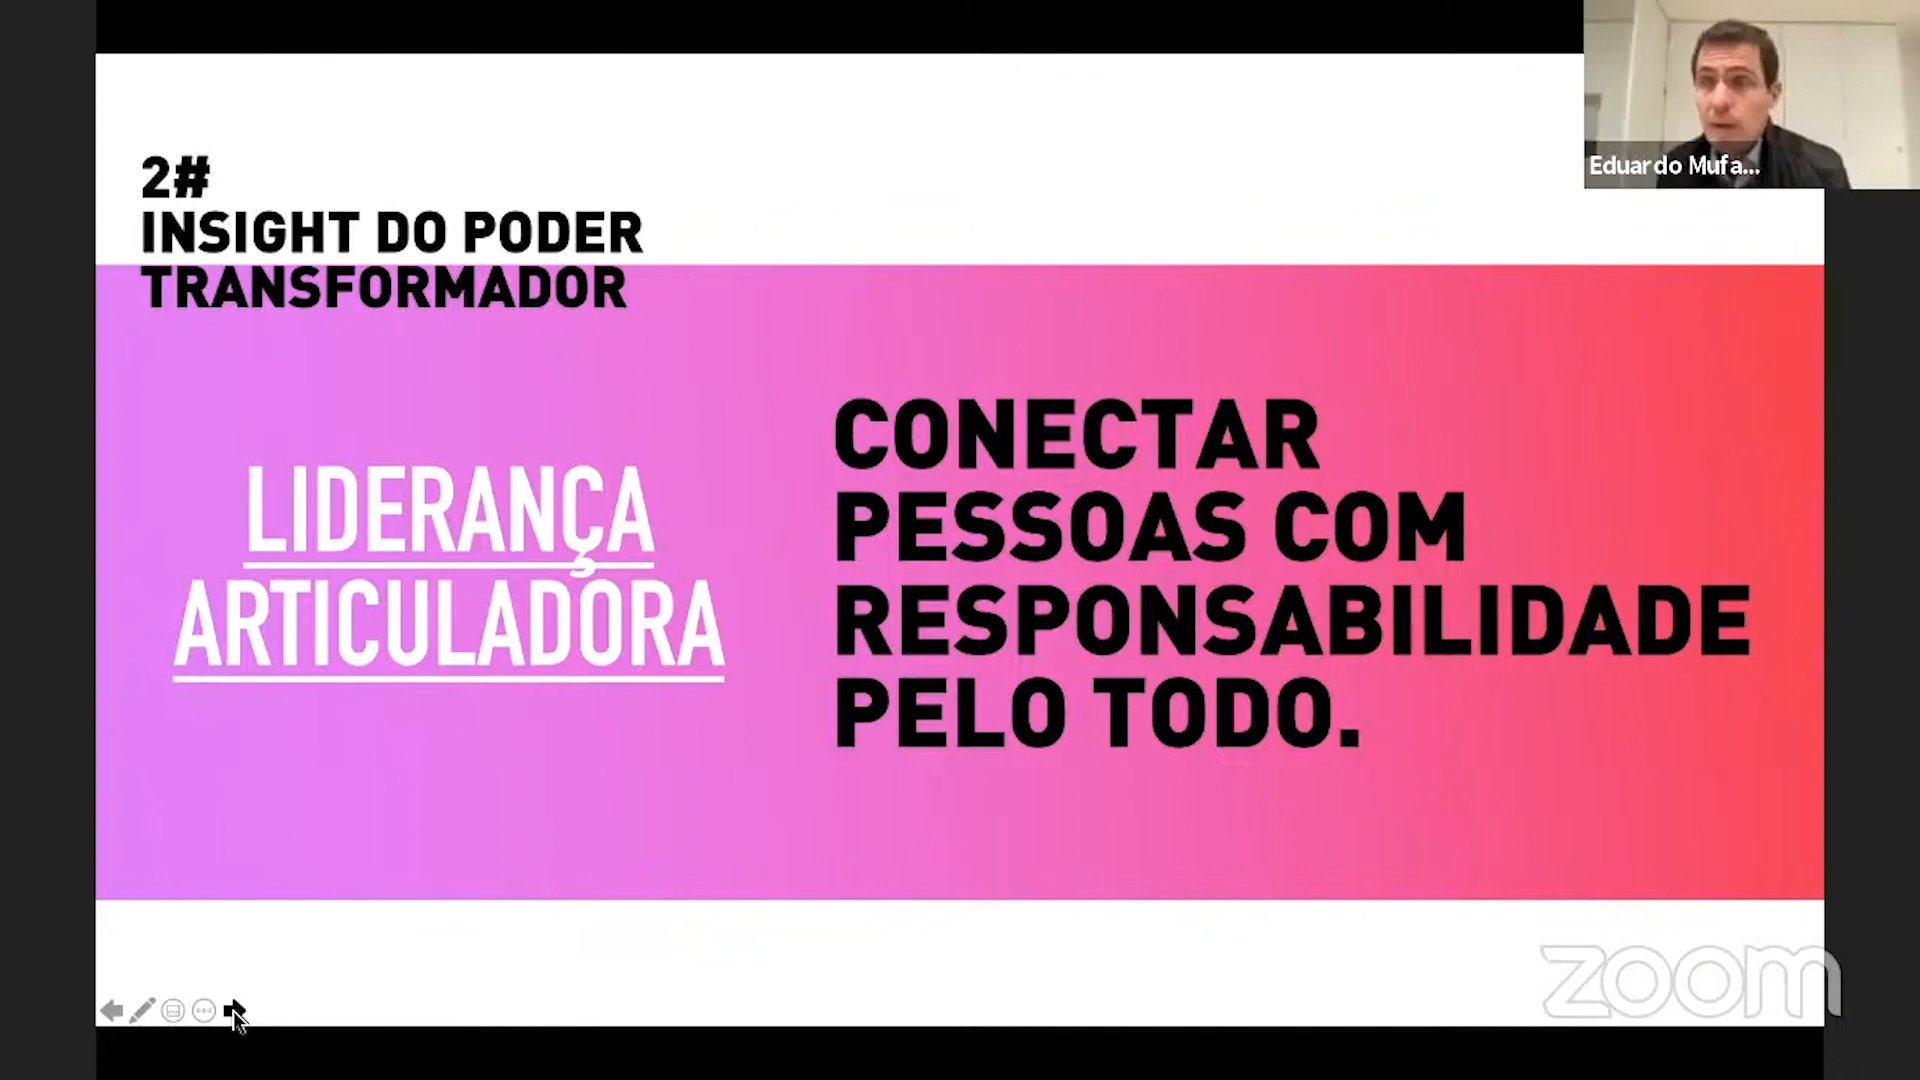 2#
INSIGHT DO PODER
TRANSFORMADOR
LIDERANÇA
ARTICULADORA
CONECTAR
PESSOAS COM
RESPONSABILIDADE
PELO TODO.
Eduardo Mufa...
zoom